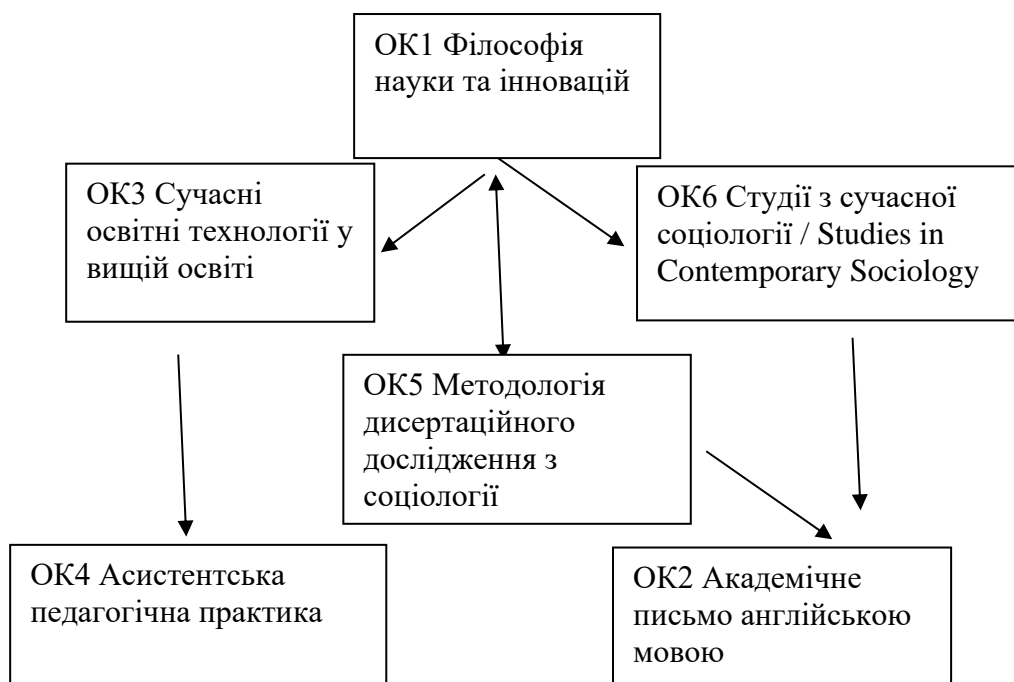 ОК1 Філософія
науки та інновацій
ОК3 Сучасні
освітні технології у
вищій освіті
ОК6 Студії з сучасної
соціології / Studies in
Contemporary Sociology
ОК5 Методологія
дисертаційного
дослідження з
соціології
ОК4 Асистентська
педагогічна практика
ОК2 Академічне
письмо англійською
мовою